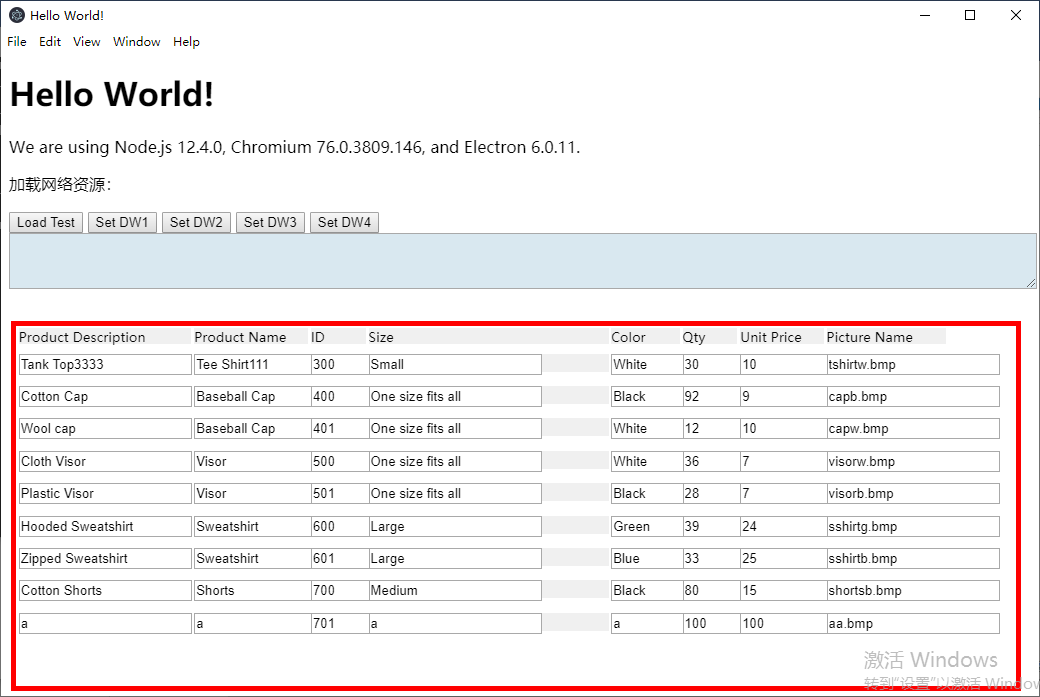 Hello World!
File Edit View Window Help
Hello World!
We are using Node.js 12.4.0, Chromium 76.0.3809.146, and Electron 6.0.11.
加载网络资源：
Load Test Set DW1 Set DW2 Set DW3 Set DW4
Product Description Product Name ID Size Color Qty Unit Price Picture Name
Tank Top3333 Tee Shirt111 300 Small White 30 10 tshirtw.bmp
Cotton Cap Baseball Cap 400 One size fits all Black 92 9 capb.bmp
Wool cap Baseball Cap 401 One size fits all White 12 10 capw.bmp
Cloth Visor Visor 500 One size fits all White 36 7 visorw.bmp
Plastic Visor Visor 501 One size fits all Black 28 7 visorb.bmp
Hooded Sweatshirt Sweatshirt 600 Large Green 39 24 sshirtg.bmp
Zipped Sweatshirt Sweatshirt 601 Large Blue 33 25 sshirtb.bmp
Cotton Shorts Shorts 700 Medium Black 80 15 shortsb.bmp
a a 701 a a 100 100 aa.bmp
激活 Windows
转到"设置"以激活 Window